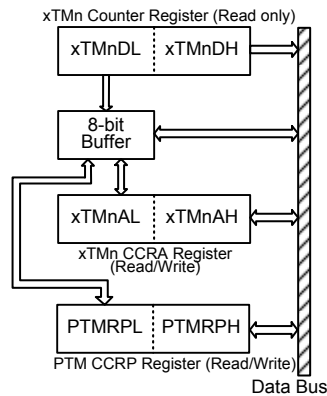 xTMn Counter Register (Read only)
xTMnDL xTMnDH
8-bit
Buffer
xTMnAL xTMnAH
xTMn CCRA Register
(Read/Write)
PTMRPL PTMRPH
PTM CCRP Register (Read/Write)
Data Bus